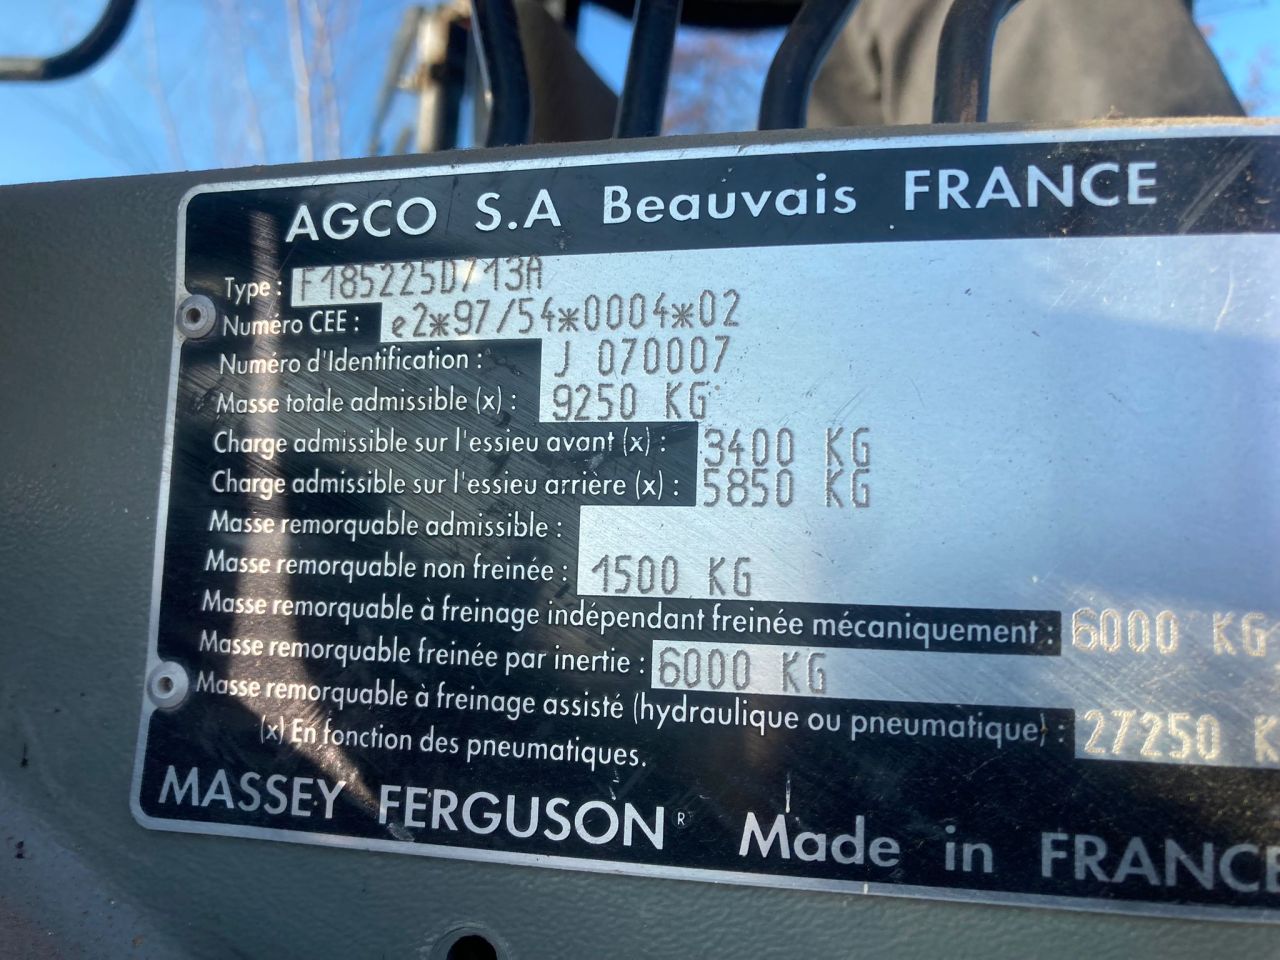 AGCO S.A Beauvais FRANCE
Type : F185225D/13A
Numéro CEE : e2*97/54*0004*02
Numéro d'Identification : J 070007
Masse totale admissible (x) : 9250 KG
Charge admissible sur l'essieu avant (x) : 3400 KG
Charge admissible sur l'essieu arrière (x) : 5850 KG
Masse remorquable admissible :
Masse remorquable non freinée : 1500 KG
Masse remorquable à freinage indépendant freinée mécaniquement : 6000 KG
Masse remorquable freinée par inertie : 6000 KG
Masse remorquable à freinage assisté (hydraulique ou pneumatique) : 27250 K
(x) En fonction des pneumatiques.
MASSEY FERGUSON R Made in FRANCE